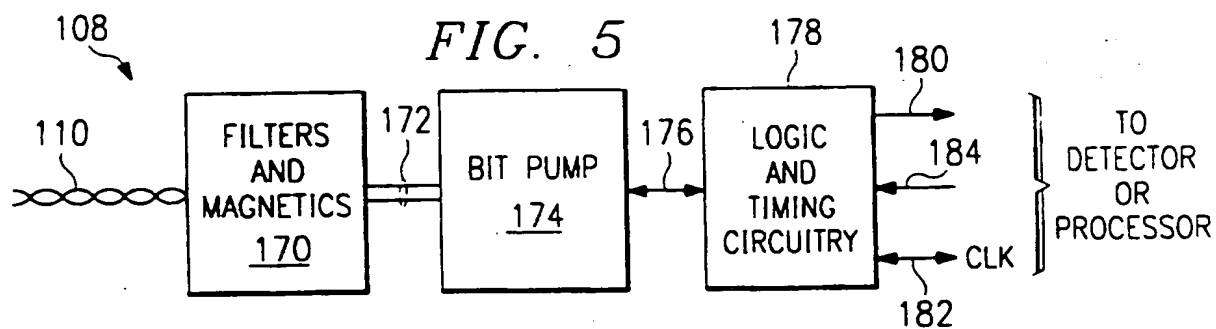 108
FIG. 5
178
180
110
FILTERS
AND
MAGNETICS
170
172
BIT PUMP
174
176
LOGIC
AND
TIMING
CIRCUITRY
184
CLK
182
TO
DETECTOR
OR
PROCESSOR